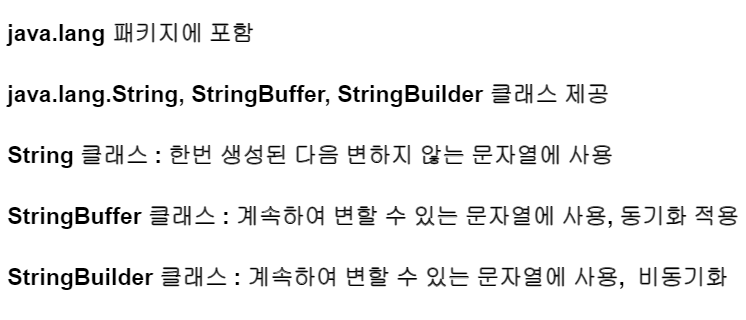 java.lang 패키지에 포함
java.lang.String, StringBuffer, StringBuilder 클래스 제공
String 클래스 : 한번 생성된 다음 변하지 않는 문자열에 사용
StringBuffer 클래스 : 계속하여 변할 수 있는 문자열에 사용, 동기화 적용
StringBuilder 클래스 : 계속하여 변할 수 있는 문자열에 사용,  비동기화